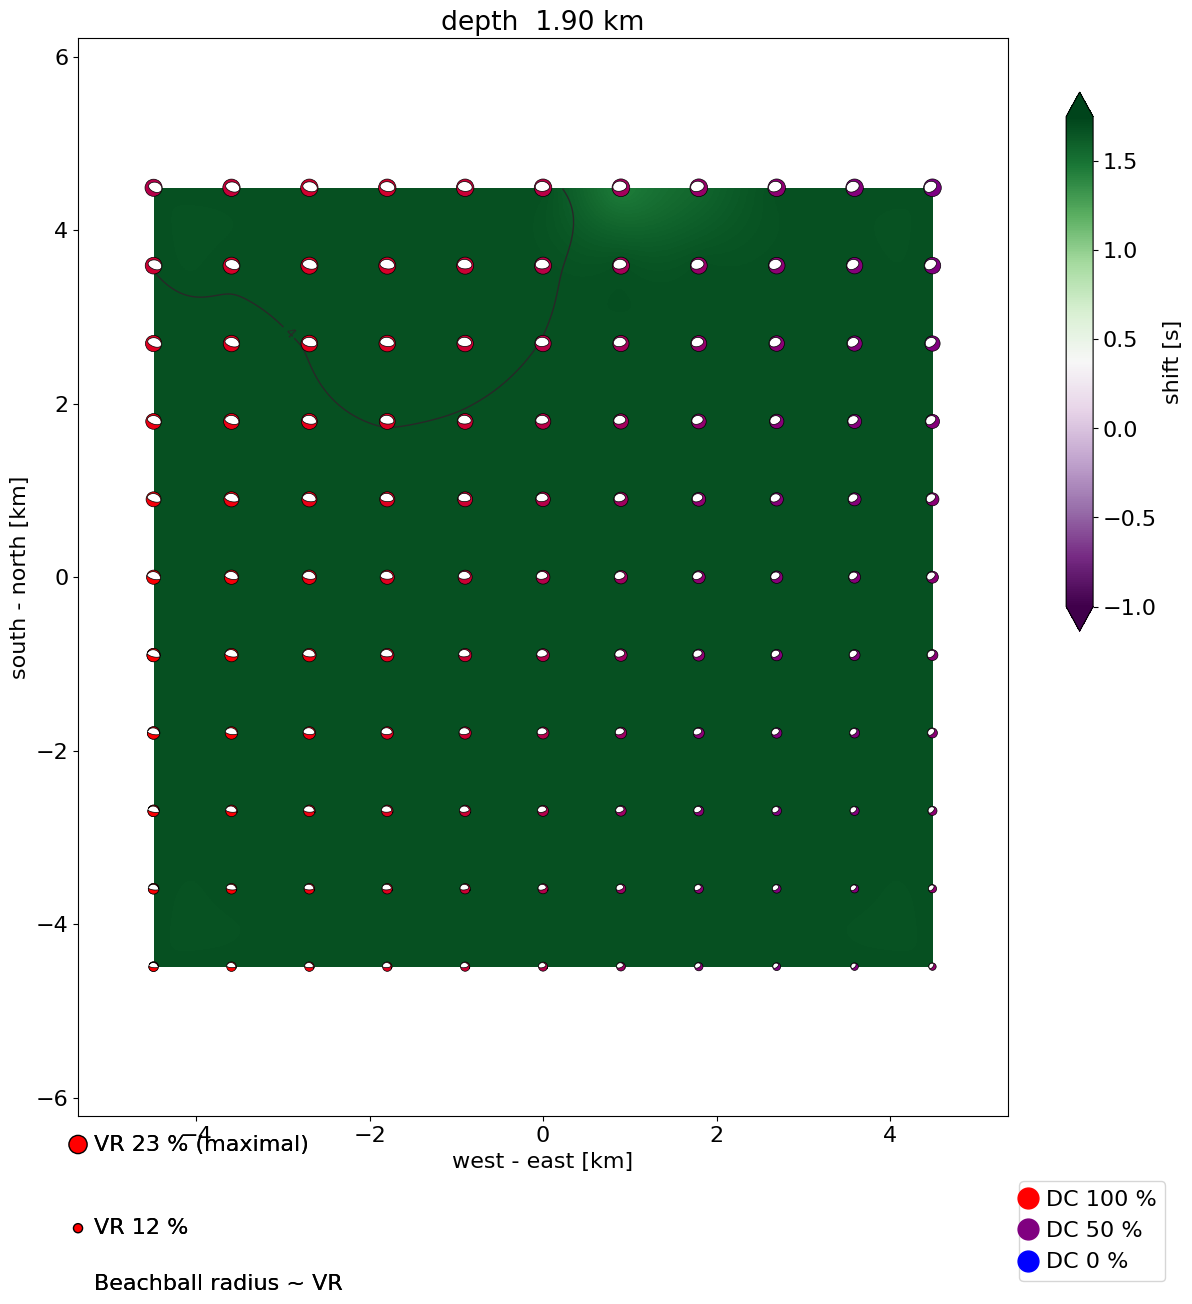 depth  1.90 km
6
4
2
0
−2
−4
−6
south - north [km]
−4
−2
0
2
4
west - east [km]
1.5
1.0
0.5
0.0
−0.5
−1.0
shift [s]
VR 23 % (maximal)
VR 12 %
Beachball radius ~ VR
DC 100 %
DC 50 %
DC 0 %